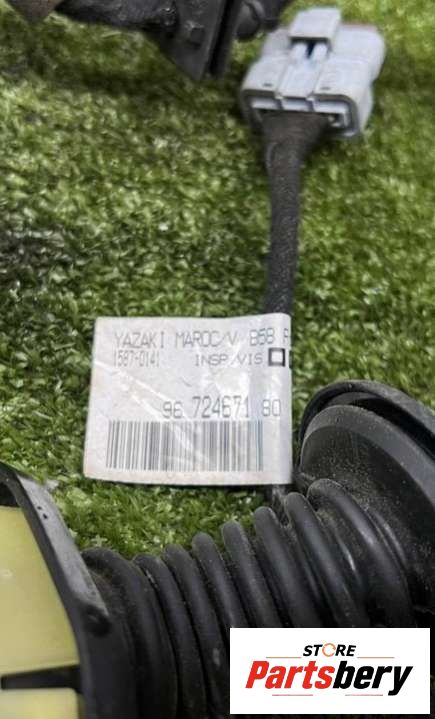 YAZAKI MAROC/V B58
1587-0141 INSP/VIS
96 724671 80
STORE
Partsbery